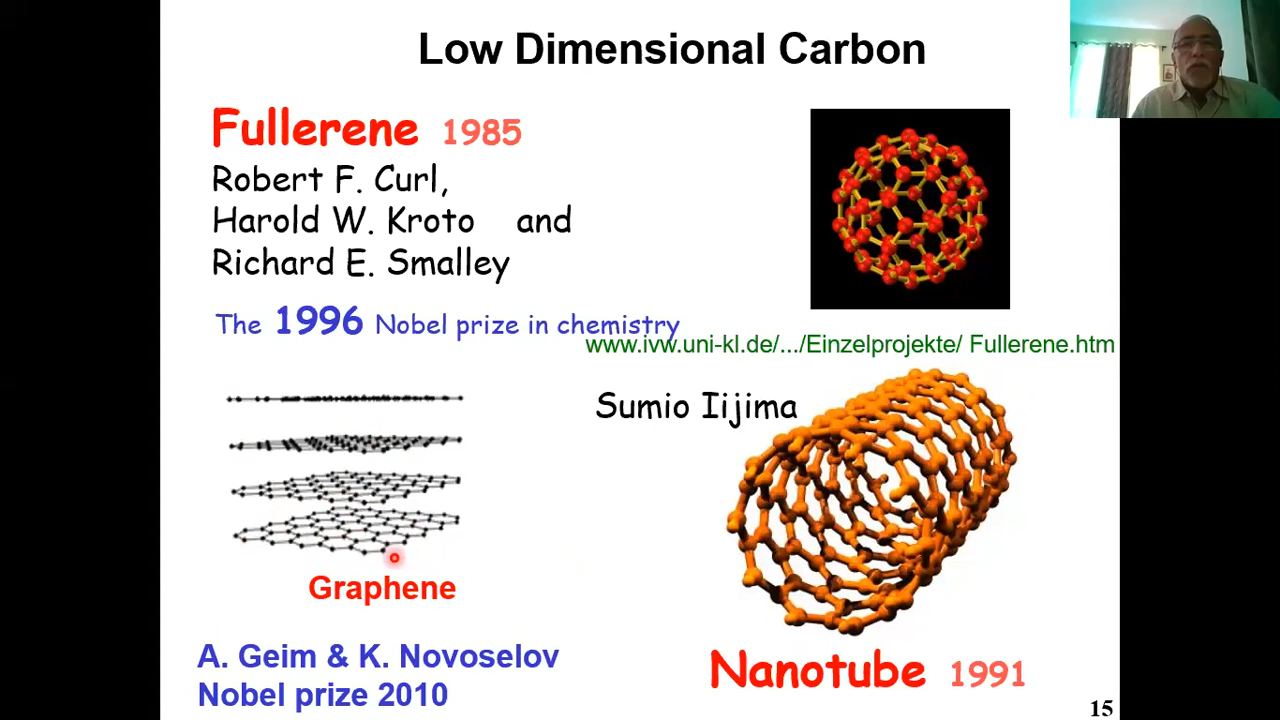 Low Dimensional Carbon
Fullerene 1985
Robert F. Curl,
Harold W. Kroto and
Richard E. Smalley
The 1996 Nobel prize in chemistry
www.ivw.uni-kl.de/.../Einzelprojekte/ Fullerene.htm
Sumio Iijima
Graphene
A. Geim & K. Novoselov
Nobel prize 2010
Nanotube 1991
15